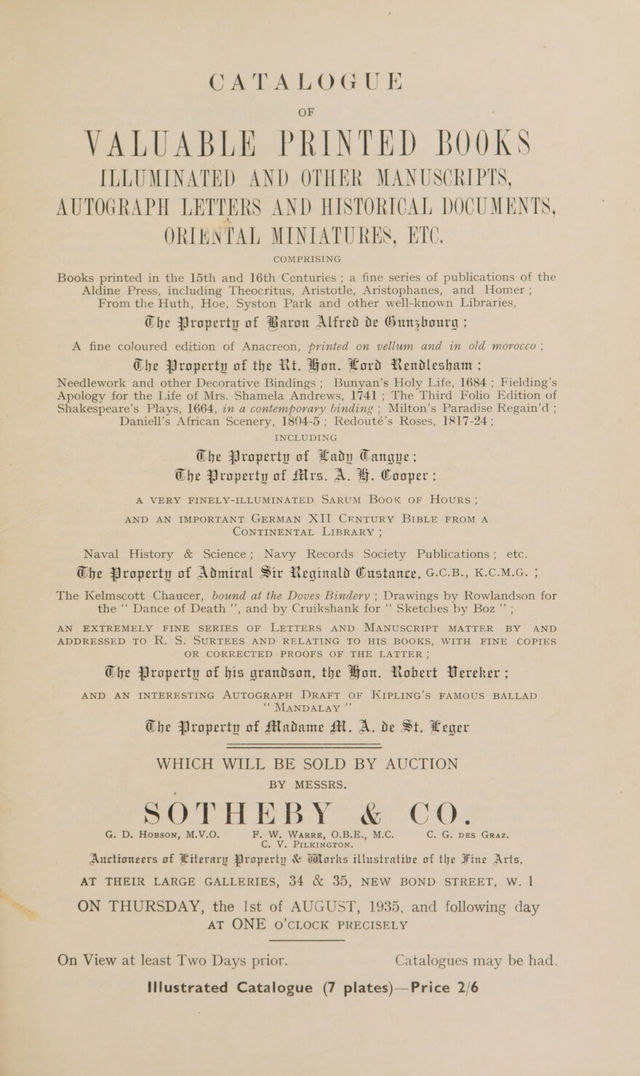 CATALOGUE
OF
VALUABLE PRINTED BOOKS
ILLUMINATED AND OTHER MANUSCRIPTS,
AUTOGRAPH LETTERS AND HISTORICAL DOCUMENTS,
ORIENTAL MINIATURES, ETC.
COMPRISING
Books printed in the 15th and 16th Centuries ; a fine series of publications of the
Aldine Press, including Theocritus, Aristotle, Aristophanes, and Homer ;
From the Huth, Hoe, Syston Park and other well-known Libraries,
The Property of Baron Alfred de Gunzbourg ;
A fine coloured edition of Anacreon, printed on vellum and in old morocco ;
The Property of the Rt. Hon. Lord Rendlesham ;
Needlework and other Decorative Bindings ; Bunyan's Holy Life, 1684 ; Fielding's
Apology for the Life of Mrs. Shamela Andrews, 1741 ; The Third Folio Edition of
Shakespeare's Plays, 1664, in a contemporary binding ; Milton's Paradise Regain'd ;
Daniell's African Scenery, 1804-5 ; Redouté's Roses, 1817-24 ;
INCLUDING
The Property of Lady Tangye ;
The Property of Mrs. A. H. Cooper ;
A VERY FINELY-ILLUMINATED SARUM BOOK OF HOURS ;
AND AN IMPORTANT GERMAN XII CENTURY BIBLE FROM A
CONTINENTAL LIBRARY ;
Naval History & Science ; Navy Records Society Publications ; etc.
The Property of Admiral Sir Reginald Custance, G.C.B., K.C.M.G. ;
The Kelmscott Chaucer, bound at the Doves Bindery ; Drawings by Rowlandson for
the “ Dance of Death ”, and by Cruikshank for “ Sketches by Boz ” ;
AN EXTREMELY FINE SERIES OF LETTERS AND MANUSCRIPT MATTER BY AND
ADDRESSED TO R. S. SURTEES AND RELATING TO HIS BOOKS, WITH FINE COPIES
OR CORRECTED PROOFS OF THE LATTER ;
The Property of his grandson, the Hon. Robert Vereker ;
AND AN INTERESTING AUTOGRAPH DRAFT OF KIPLING'S FAMOUS BALLAD
“ MANDALAY ”
The Property of Madame M. A. de St. Leger
WHICH WILL BE SOLD BY AUCTION
BY MESSRS.
SOTHEBY & CO.
G. D. HOBSON, M.V.O. F. W. WARRE, O.B.E., M.C. C. G. DES GRAZ.
C. V. PILKINGTON.
Auctioneers of Literary Property & Works illustrative of the Fine Arts,
AT THEIR LARGE GALLERIES, 34 & 35, NEW BOND STREET, W. 1
ON THURSDAY, the 1st of AUGUST, 1935, and following day
AT ONE O'CLOCK PRECISELY
On View at least Two Days prior. Catalogues may be had.
Illustrated Catalogue (7 plates)—Price 2/6